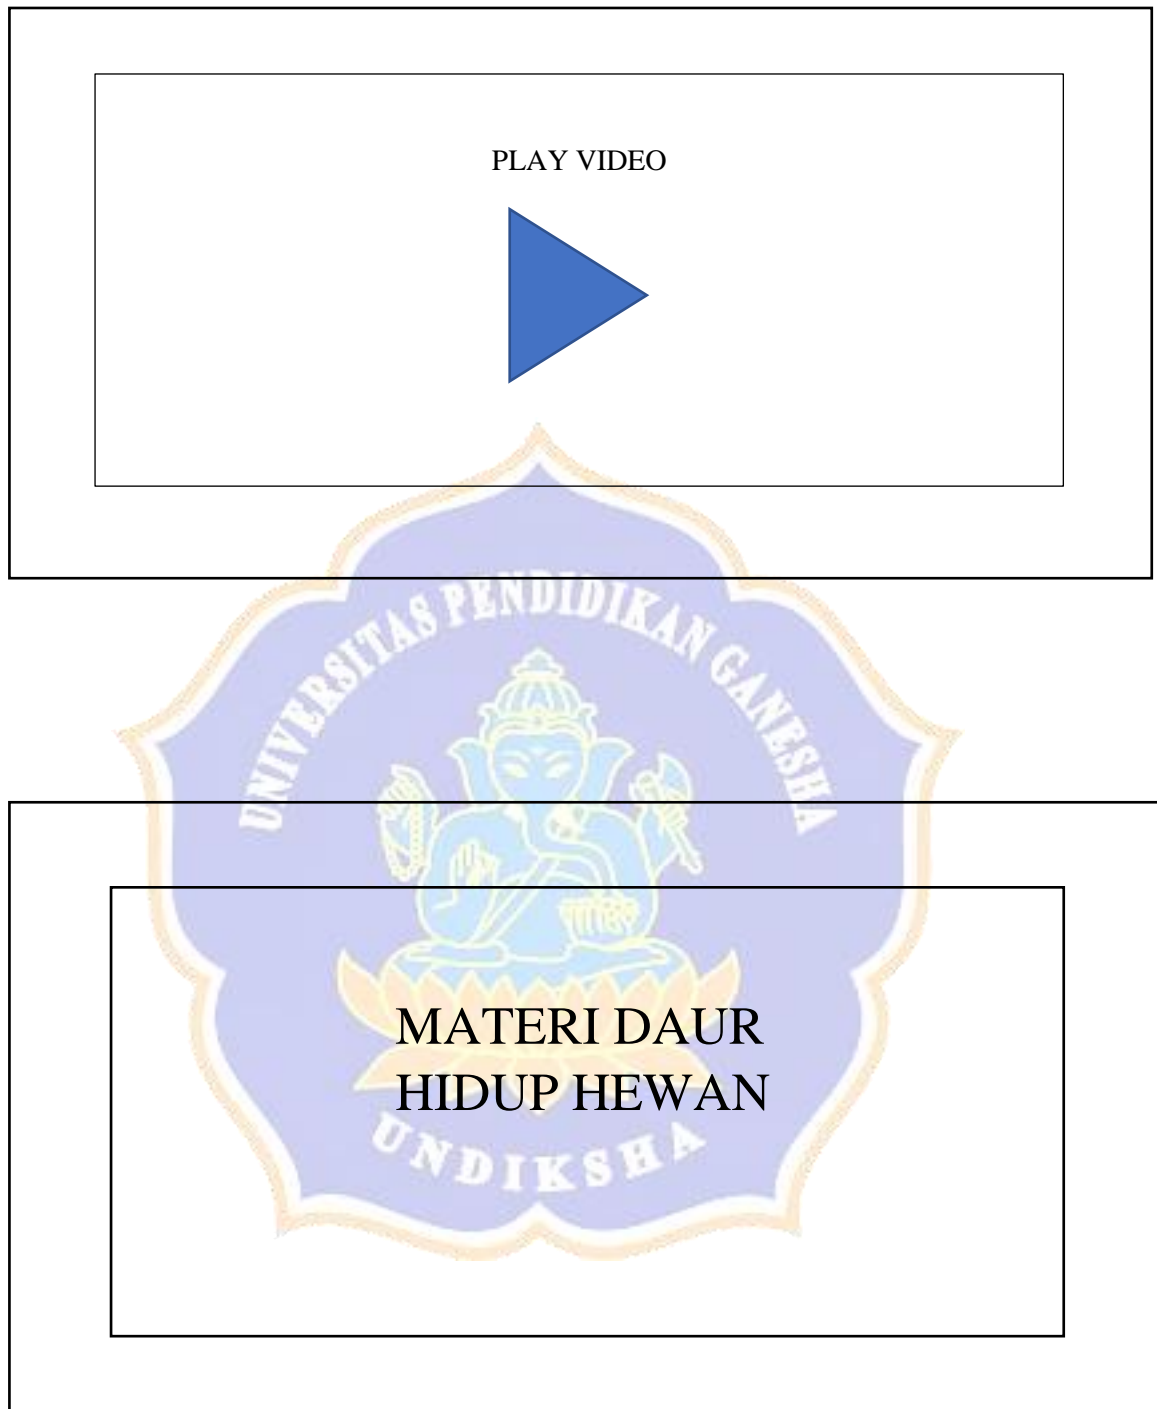 PLAY VIDEO
UNIVERSITAS PENDIDIKAN GANESHA
MATERI DAUR
HIDUP HEWAN
UNDIKSHA